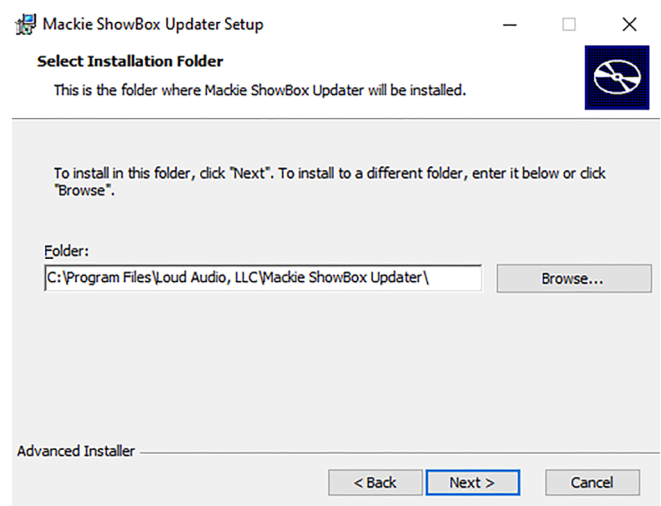 Mackie ShowBox Updater Setup
Select Installation Folder
This is the folder where Mackie ShowBox Updater will be installed.
To install in this folder, click "Next". To install to a different folder, enter it below or click
"Browse".
Folder:
C:\Program Files\Loud Audio, LLC\Mackie ShowBox Updater\
Browse...
Advanced Installer
< Back
Next >
Cancel